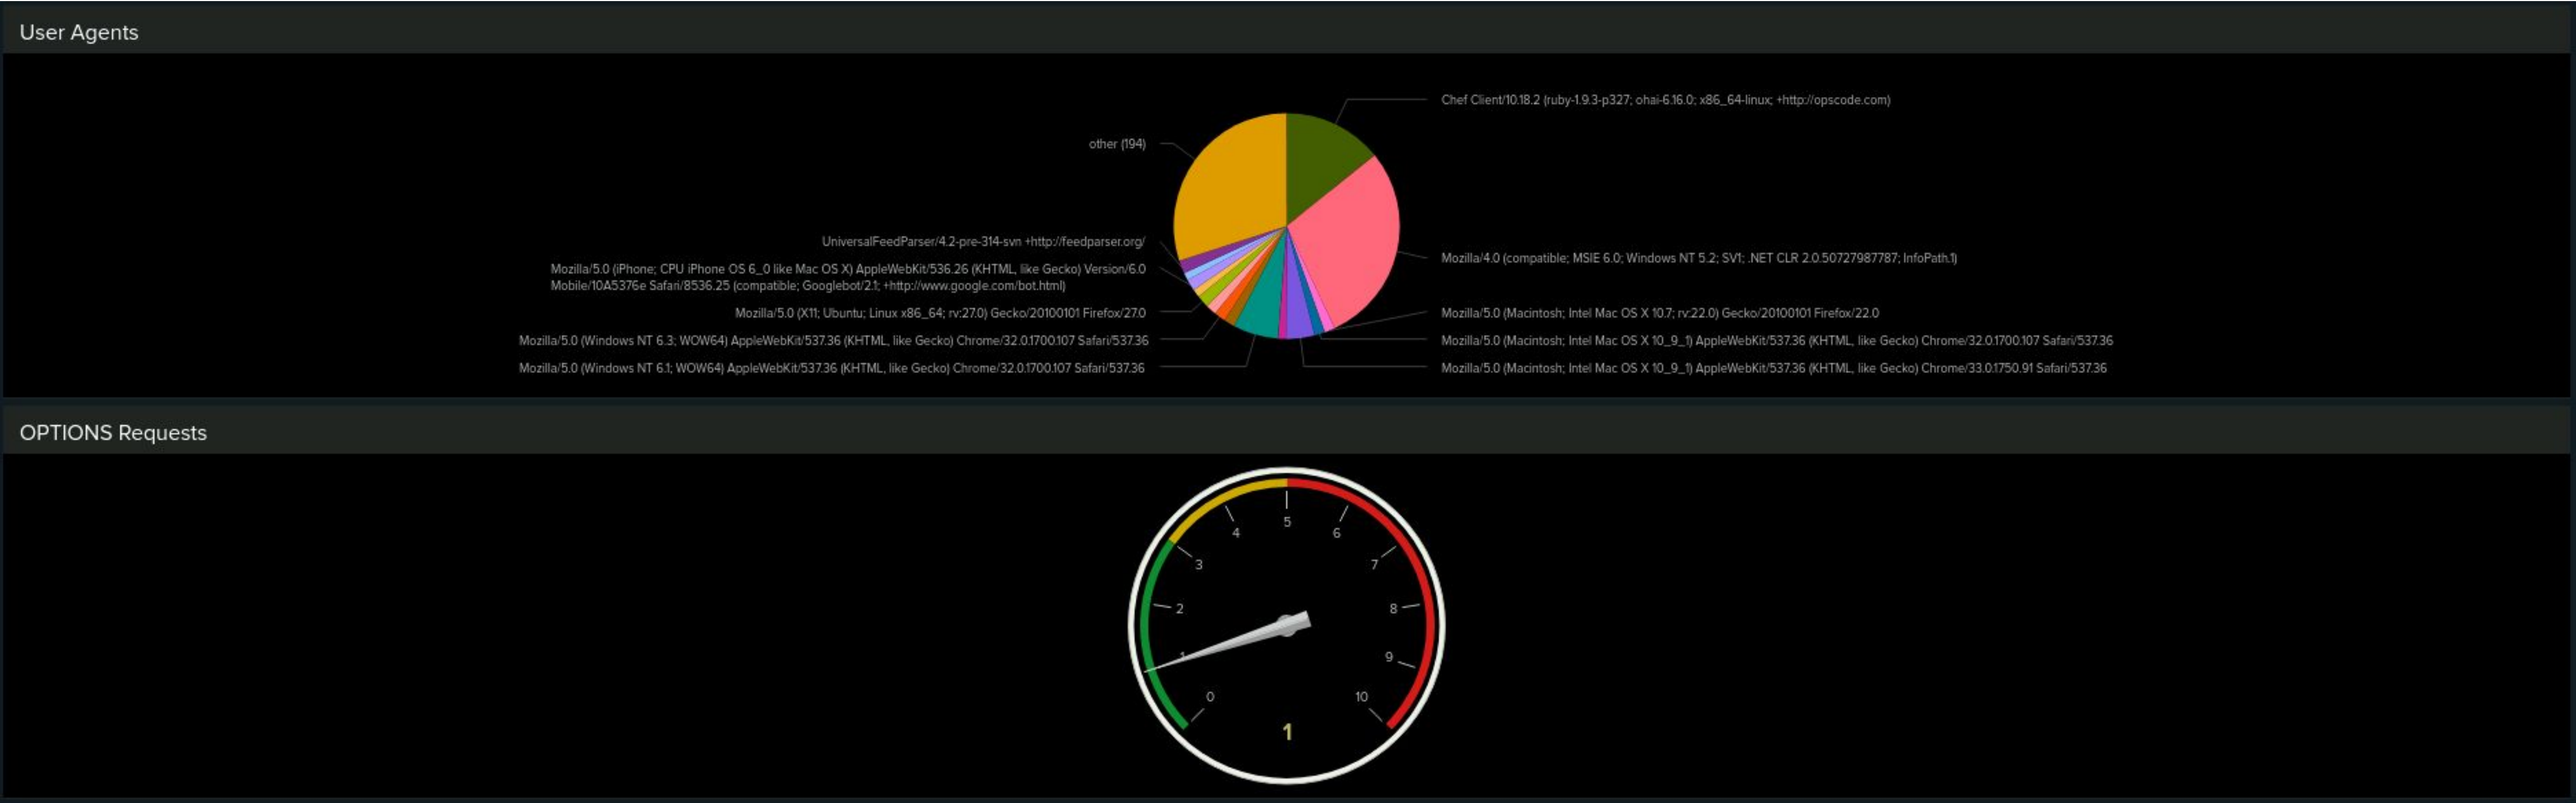 User Agents
Chef Client/10.18.2 (ruby-1.9.3-p327; ohai-6.16.0; x86_64-linux; +http://opscode.com)
other (194)
UniversalFeedParser/4.2-pre-314-svn +http://feedparser.org/
Mozilla/4.0 (compatible; MSIE 6.0; Windows NT 5.2; SV1; .NET CLR 2.0.50727987787; InfoPath.1)
Mozilla/5.0 (iPhone; CPU iPhone OS 6_0 like Mac OS X) AppleWebKit/536.26 (KHTML, like Gecko) Version/6.0
Mobile/10A5376e Safari/8536.25 (compatible; Googlebot/2.1; +http://www.google.com/bot.html)
Mozilla/5.0 (X11; Ubuntu; Linux x86_64; rv:27.0) Gecko/20100101 Firefox/27.0
Mozilla/5.0 (Macintosh; Intel Mac OS X 10.7; rv:22.0) Gecko/20100101 Firefox/22.0
Mozilla/5.0 (Windows NT 6.3; WOW64) AppleWebKit/537.36 (KHTML, like Gecko) Chrome/32.0.1700.107 Safari/537.36
Mozilla/5.0 (Macintosh; Intel Mac OS X 10_9_1) AppleWebKit/537.36 (KHTML, like Gecko) Chrome/32.0.1700.107 Safari/537.36
Mozilla/5.0 (Windows NT 6.1; WOW64) AppleWebKit/537.36 (KHTML, like Gecko) Chrome/32.0.1700.107 Safari/537.36
Mozilla/5.0 (Macintosh; Intel Mac OS X 10_9_1) AppleWebKit/537.36 (KHTML, like Gecko) Chrome/33.0.1750.91 Safari/537.36
OPTIONS Requests
0
1
2
3
4
5
6
7
8
9
10
1